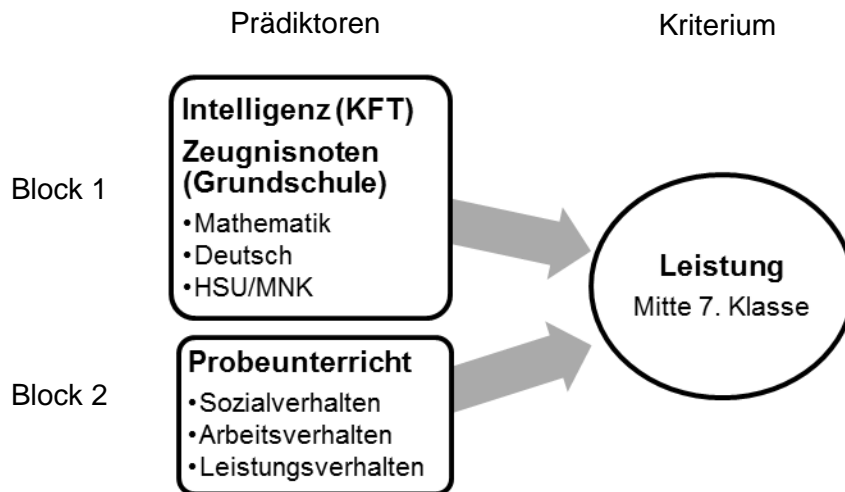 Prädiktoren
Kriterium
Block 1
Intelligenz (KFT)
Zeugnisnoten
(Grundschule)
•Mathematik
•Deutsch
•HSU/MNK
Leistung
Mitte 7. Klasse
Block 2
Probeunterricht
•Sozialverhalten
•Arbeitsverhalten
•Leistungsverhalten